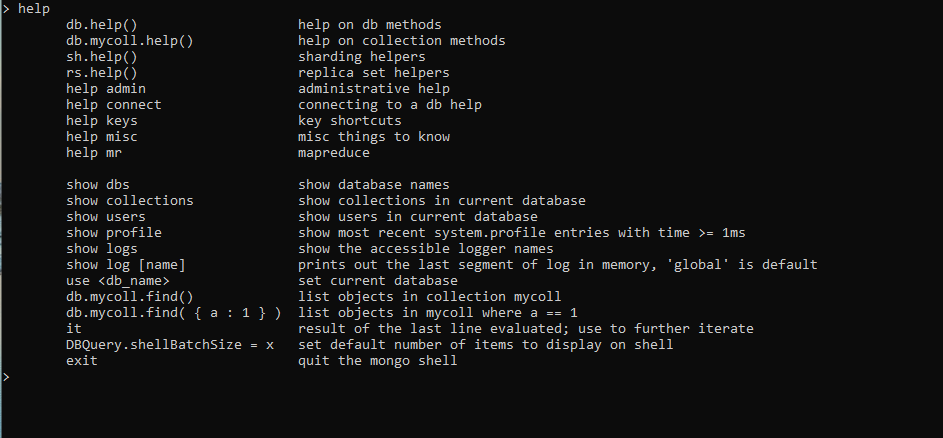 > help
db.help() help on db methods
db.mycoll.help() help on collection methods
sh.help() sharding helpers
rs.help() replica set helpers
help admin administrative help
help connect connecting to a db help
help keys key shortcuts
help misc misc things to know
help mr mapreduce
show dbs show database names
show collections show collections in current database
show users show users in current database
show profile show most recent system.profile entries with time >= 1ms
show logs show the accessible logger names
show log [name] prints out the last segment of log in memory, 'global' is default
use <db_name> set current database
db.mycoll.find() list objects in collection mycoll
db.mycoll.find( { a : 1 } ) list objects in mycoll where a == 1
it result of the last line evaluated; use to further iterate
DBQuery.shellBatchSize = x set default number of items to display on shell
exit quit the mongo shell
>